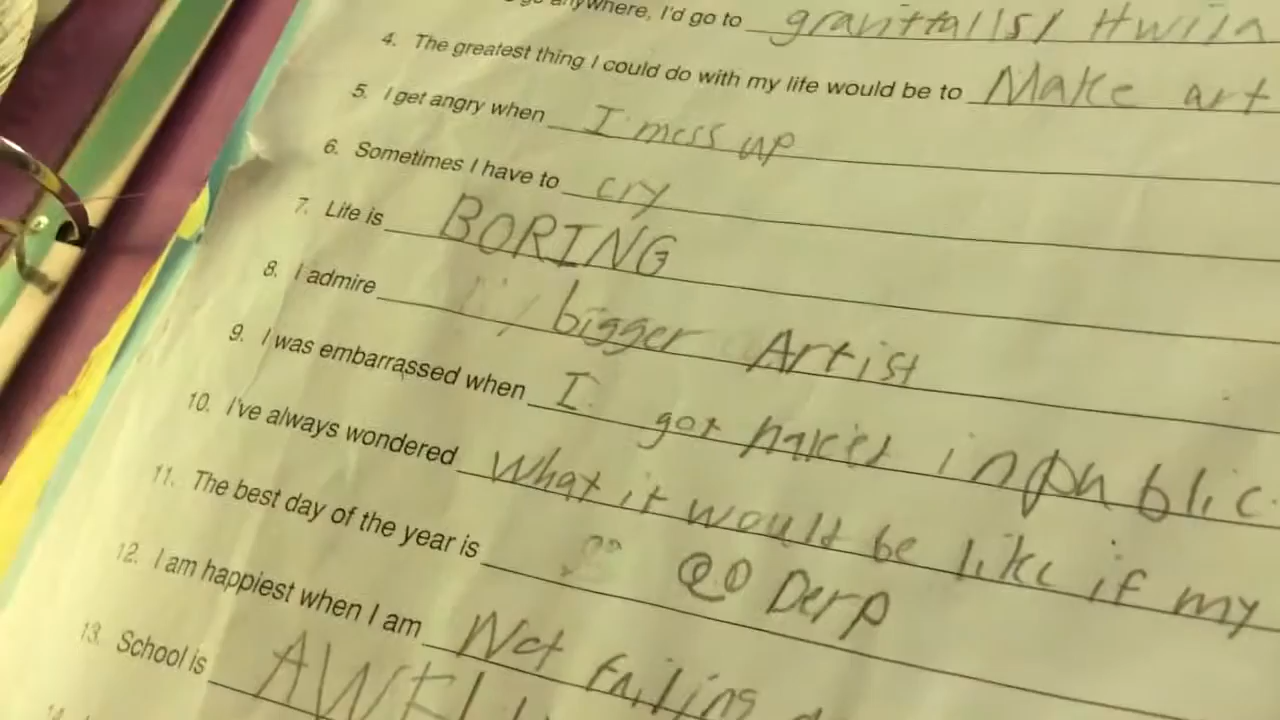 anywhere, I'd go to gravitfalls/
4. The greatest thing I could do with my life would be to Make art
5. I get angry when I mess up
6. Sometimes I have to cry
7. Life is BORING
8. I admire bigger Artist
9. I was embarrassed when I got in public
10. I've always wondered What it would be like if my
11. The best day of the year is Derp
12. I am happiest when I am Not failing
13. School is